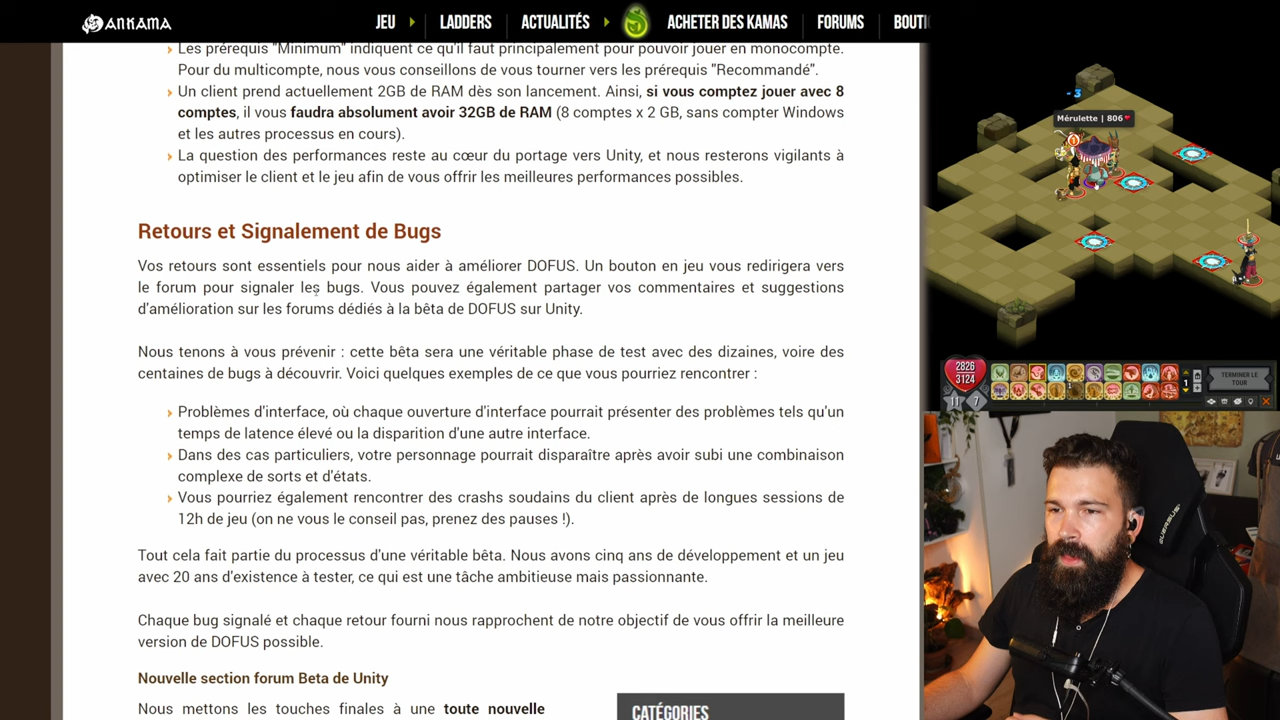 ANKAMA
JEU
LADDERS
ACTUALITÉS
ACHETER DES KAMAS
FORUMS
BOUTI
Les prérequis "Minimum" indiquent ce qu'il faut principalement pour pouvoir jouer en monocompte.
Pour du multicompte, nous vous conseillons de vous tourner vers les prérequis "Recommandé".
Un client prend actuellement 2GB de RAM dès son lancement. Ainsi, si vous comptez jouer avec 8
comptes, il vous faudra absolument avoir 32GB de RAM (8 comptes x 2 GB, sans compter Windows
et les autres processus en cours).
La question des performances reste au cœur du portage vers Unity, et nous resterons vigilants à
optimiser le client et le jeu afin de vous offrir les meilleures performances possibles.
Retours et Signalement de Bugs
Vos retours sont essentiels pour nous aider à améliorer DOFUS. Un bouton en jeu vous redirigera vers
le forum pour signaler les bugs. Vous pouvez également partager vos commentaires et suggestions
d'amélioration sur les forums dédiés à la bêta de DOFUS sur Unity.
Nous tenons à vous prévenir : cette bêta sera une véritable phase de test avec des dizaines, voire des
centaines de bugs à découvrir. Voici quelques exemples de ce que vous pourriez rencontrer :
Problèmes d'interface, où chaque ouverture d'interface pourrait présenter des problèmes tels qu'un
temps de latence élevé ou la disparition d'une autre interface.
Dans des cas particuliers, votre personnage pourrait disparaître après avoir subi une combinaison
complexe de sorts et d'états.
Vous pourriez également rencontrer des crashs soudains du client après de longues sessions de
12h de jeu (on ne vous le conseil pas, prenez des pauses !).
Tout cela fait partie du processus d'une véritable bêta. Nous avons cinq ans de développement et un jeu
avec 20 ans d'existence à tester, ce qui est une tâche ambitieuse mais passionnante.
Chaque bug signalé et chaque retour fourni nous rapprochent de notre objectif de vous offrir la meilleure
version de DOFUS possible.
Nouvelle section forum Beta de Unity
Nous mettons les touches finales à une toute nouvelle
CATÉGORIES
-3
Mérulette | 806
2826
3124
11
7
1
TERMINER LE
TOUR